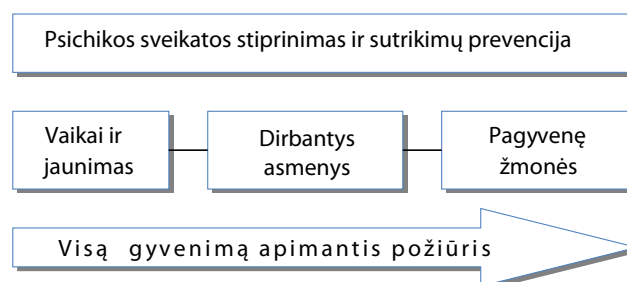 Psichikos sveikatos stiprinimas ir sutrikimų prevencija
Vaikai ir
jaunimas
Dirbantys
asmenys
Pagyvenę
žmonės
Visą gyvenimą apimantis požiūris